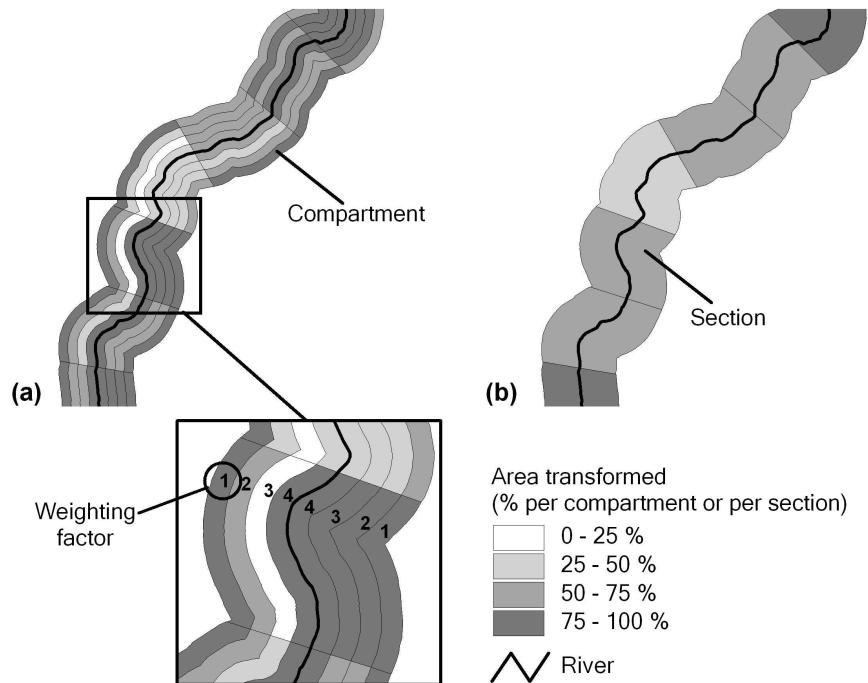 Compartment
(a)
Weighting
factor
1 2 3 4 4 3 2 1
(b)
Section
Area transformed
(% per compartment or per section)
0 - 25 %
25 - 50 %
50 - 75 %
75 - 100 %
River